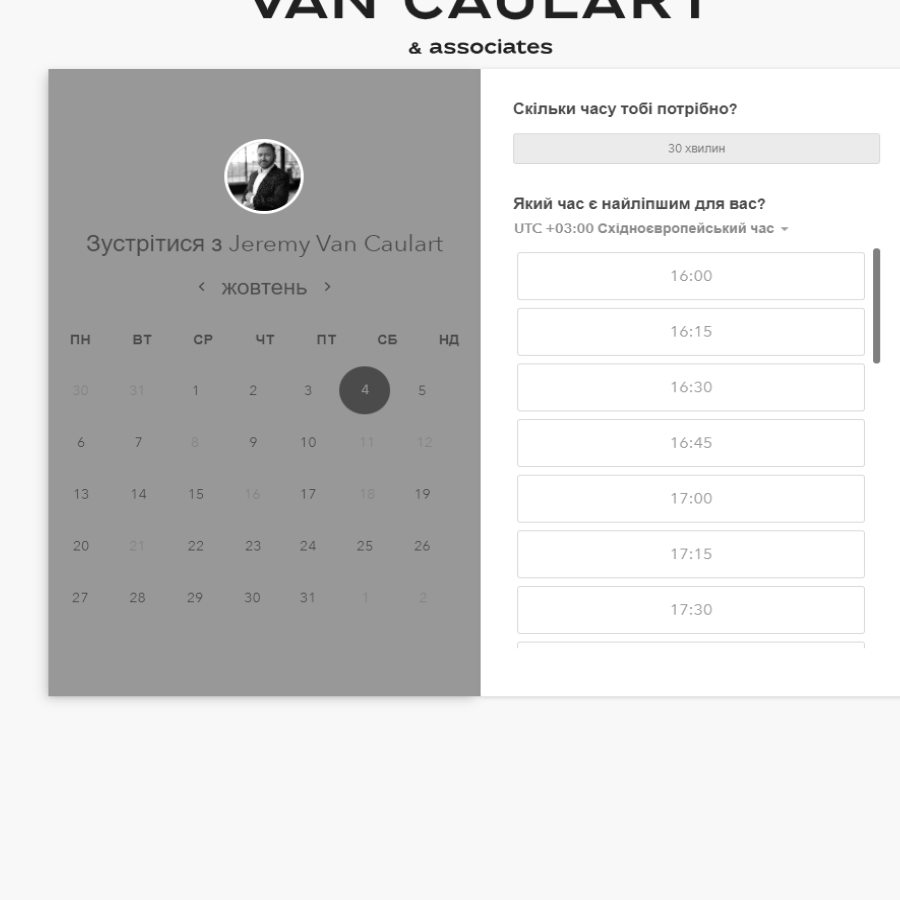 VAN CAULART
& associates
Зустрітися з Jeremy Van Caulart
жовтень
ПН ВТ СР ЧТ ПТ СБ НД
30 31 1 2 3 4 5
6 7 8 9 10 11 12
13 14 15 16 17 18 19
20 21 22 23 24 25 26
27 28 29 30 31 1 2
Скільки часу тобі потрібно?
30 хвилин
Який час є найліпшим для вас?
UTC +03:00 Східноєвропейський час
16:00
16:15
16:30
16:45
17:00
17:15
17:30